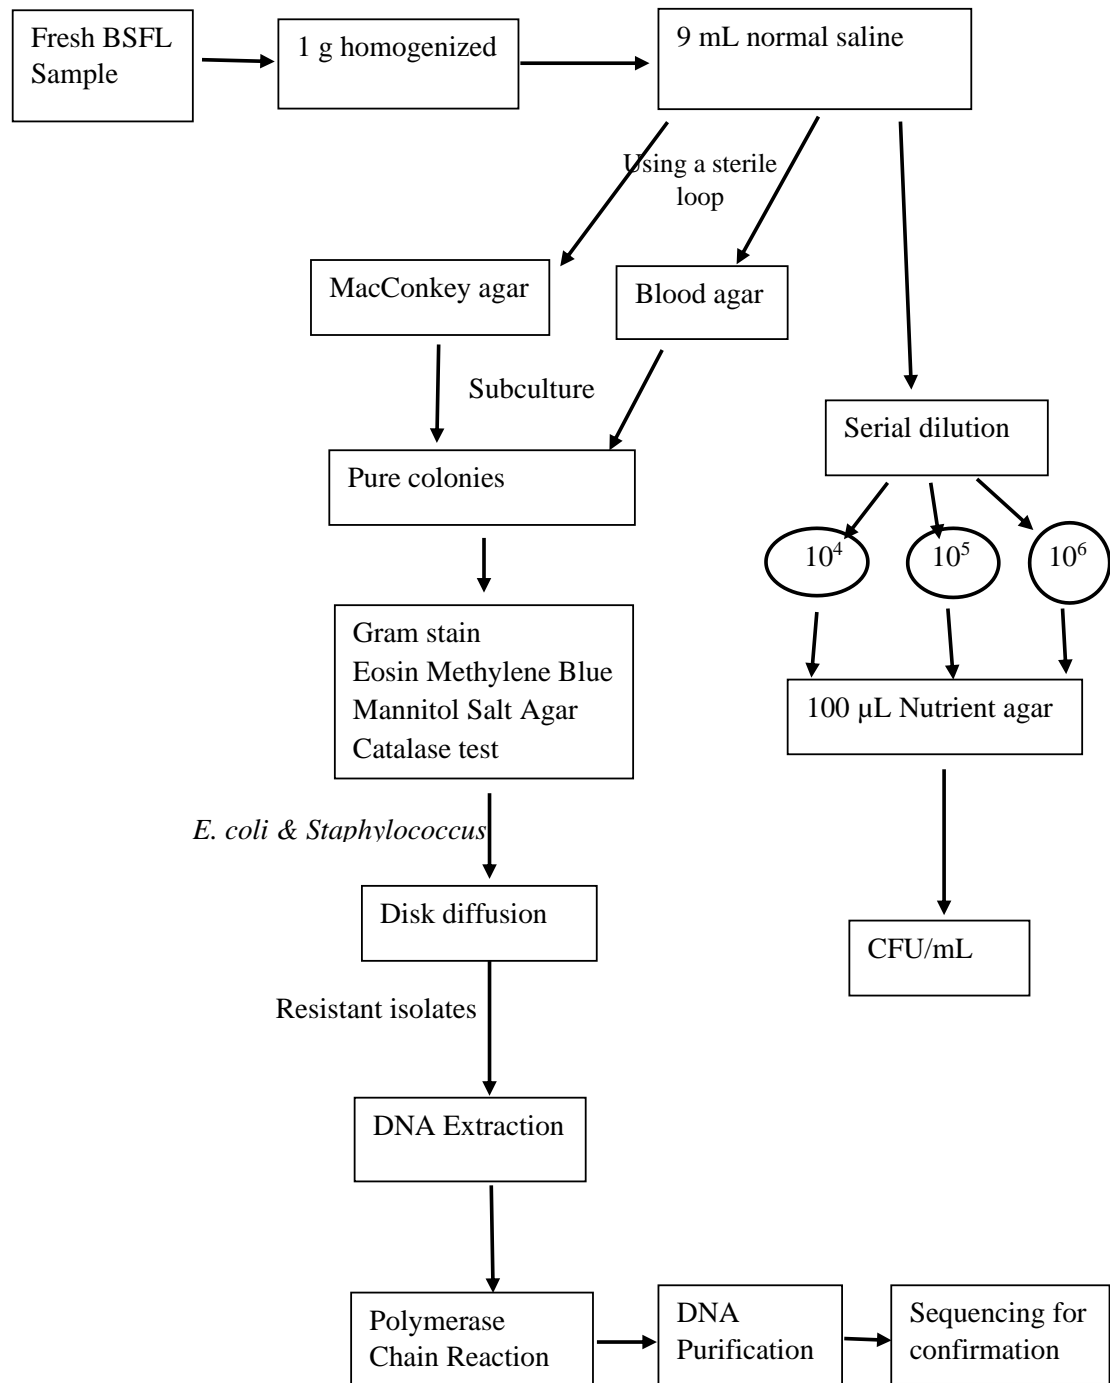 Fresh BSFL
Sample
1 g homogenized
9 mL normal saline
Using a sterile
loop
MacConkey agar
Blood agar
Subculture
Serial dilution
Pure colonies
10⁴
10⁵
10⁶
Gram stain
Eosin Methylene Blue
Mannitol Salt Agar
Catalase test
100 µL Nutrient agar
E. coli & Staphylococcus
Disk diffusion
CFU/mL
Resistant isolates
DNA Extraction
Polymerase
Chain Reaction
DNA
Purification
Sequencing for
confirmation